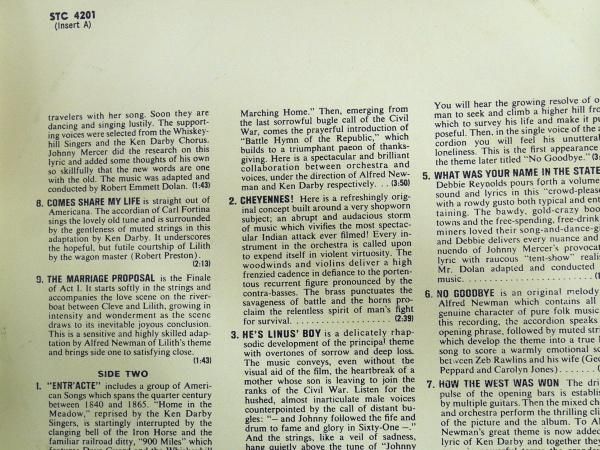 STC 4201
(Insert A)
travelers with her song. Soon they are
dancing and singing lustily. The support-
ing voices were selected from the Whiskey-
hill Singers and the Ken Darby Chorus.
Johnny Mercer did the research on this
lyric and added some thoughts of his own
so skillfully that the new words are one
with the old. The music was adapted and
conducted by Robert Emmett Dolan. (1:43)
8. COMES SHARE MY LIFE is straight out of
Americana. The accordian of Carl Fortina
sings the lovely old tune and is surrounded
by the gentleness of muted strings in this
adaptation by Ken Darby. It underscores
the hopeful, but futile courtship of Lilith
by the wagon master (Robert Preston).
(2:13)
9. THE MARRIAGE PROPOSAL is the Finale
of Act I. It starts softly in the strings and
accompanies the love scene on the river-
boat between Cleve and Lilith, growing in
intensity and wonderment as the scene
draws to its inevitable joyous conclusion.
This is a sensitive and highly skilled adap-
tation by Alfred Newman of Lilith's theme
and brings side one to satisfying close.
(1:43)
SIDE TWO
1. "ENTR'ACTE" includes a group of Ameri-
can Songs which spans the quarter century
between 1840 and 1865. "Home in the
Meadow," reprised by the Ken Darby
Singers, is startingly interrupted by the
clanging bell of the Iron Horse and the
familiar railroad ditty, "900 Miles" which
Marching Home." Then, emerging from
the last sorrowful bugle call of the Civil
War, comes the prayerful introduction of
"Battle Hymn of the Republic," which
builds to a triumphant paeon of thanks-
giving. Here is a spectacular and brilliant
collaboration between orchestra and
voices, under the direction of Alfred New-
man and Ken Darby respectively. . . (3:50)
2. CHEYENNES! Here is a refreshingly orig-
inal concept built around a very shopworn
subject; an abrupt and audacious storm
of music which vivifies the most spectac-
ular Indian attack ever filmed! Every in-
strument in the orchestra is called upon
to expend itself in violent virtuosity. The
woodwinds and violins deliver a high
frenzied cadence in defiance to the porten-
tous recurrent figure pronounced by the
contra-basses. The brass punctuates the
savageness of battle and the horns pro-
claim the relentless spirit of man's fight
for survival. . . . . . . . . . . . . . . . (2:39)
3. HE'S LINUS' BOY is a delicately rhap-
sodic development of the principal theme
with overtones of sorrow and deep loss.
The music conveys, even without the
visual aid of the film, the heartbreak of a
mother whose son is leaving to join the
ranks of the Civil War. Listen for the
hushed, almost inarticulate male voices
counterpointed by the call of distant bu-
gles: "— and Johnny followed the fife and
drum to fame and glory in Sixty-One —."
And the strings, like a veil of sadness,
hang quietly above the tune of "Johnny
You will hear the growing resolve of o
man to seek and climb a higher hill fro
which to survey his life and make it pu
poseful. Then, in the single voice of the a
cordion you will feel his unutterab
loneliness. This is the first appearance
the theme later titled "No Goodbye." (3:
5. WHAT WAS YOUR NAME IN THE STATE
Debbie Reynolds pours forth a volume
sound and lyrics in this "crowd-please
with a rowdy gusto both typical and en
taining. The bawdy, gold-crazy boo
towns and the free-spending, free-drink
miners loved their song-and-dance-g
and Debbie delivers every nuance and
nuendo of Johnny Mercer's provocat
lyric with raucous "tent-show" realis
Mr. Dolan adapted and conducted
music. . . . . . . . . . . . . . . . . .
6. NO GOODBYE is an original melody
Alfred Newman which contains all
genuine character of pure folk music
this recording, the accordion speaks
opening phrase, followed by muted stri
which develop the theme into a true l
song to score a warmly emotional sc
between Zeb Rawlins and his wife (Geo
Peppard and Carolyn Jones). . . . . .
7. HOW THE WEST WAS WON The dri
pulse of the opening bars is establis
by multiple guitars. Then the mixed ch
and orchestra perform the thrilling cli
of the picture and the album. To Al
Newman's great theme is now added
lyric of Ken Darby and together they